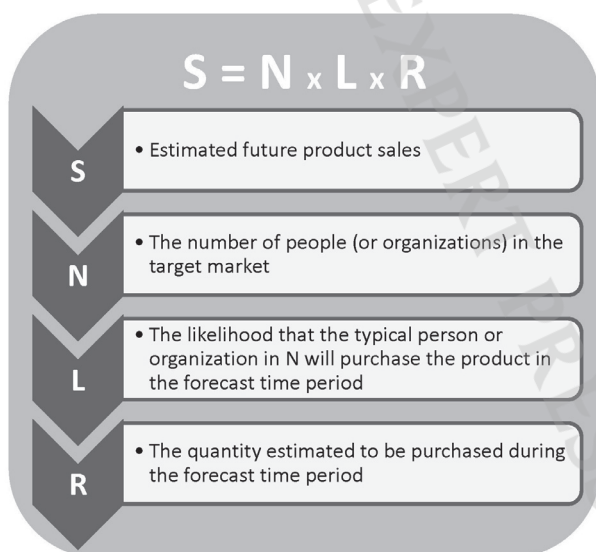 S = N x L x R
S
• Estimated future product sales
N
• The number of people (or organizations) in the
target market
L
• The likelihood that the typical person or
organization in N will purchase the product in
the forecast time period
R
• The quantity estimated to be purchased during
the forecast time period
EXPERT PRESS